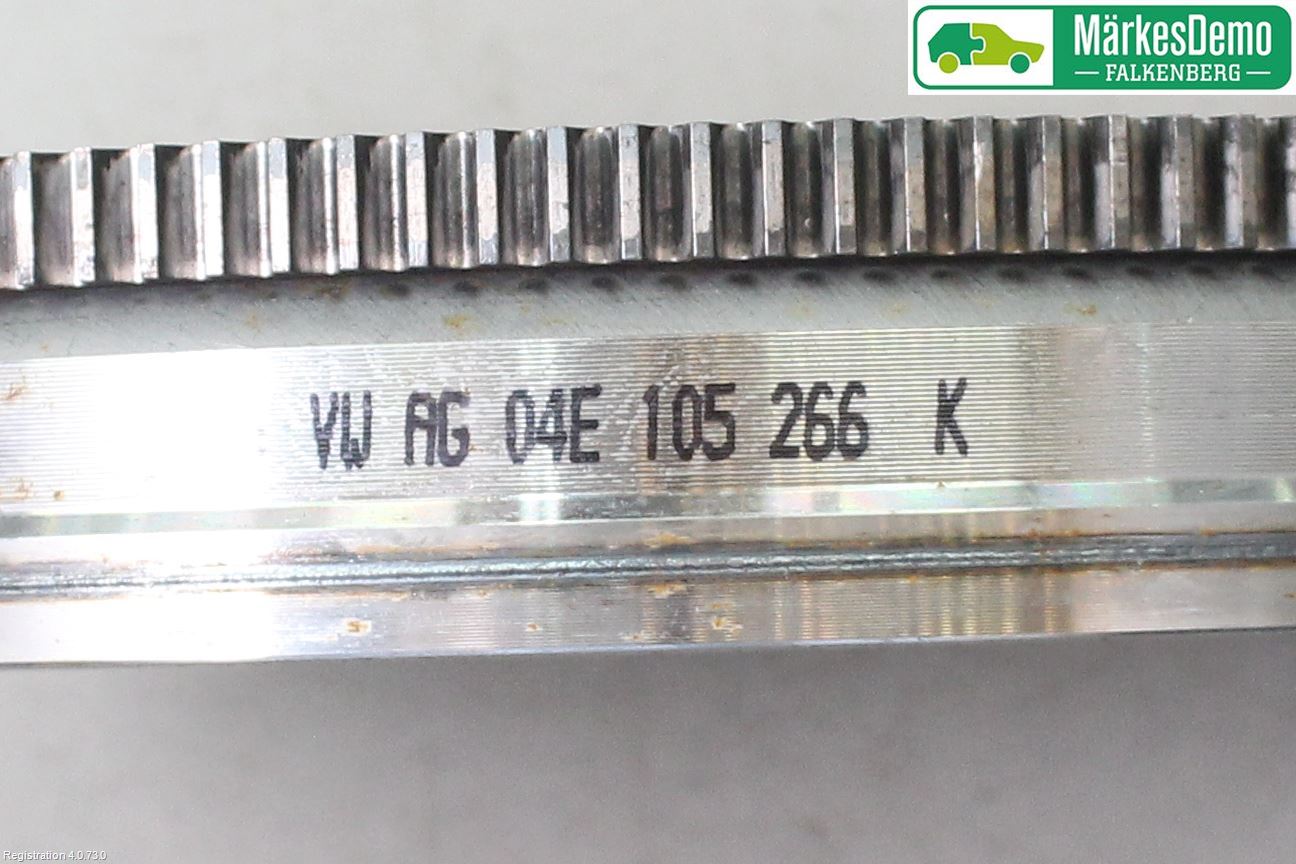 MärkesDemo
FALKENBERG
VW AG 04E 105 266 K
Registration 4.0.73.0